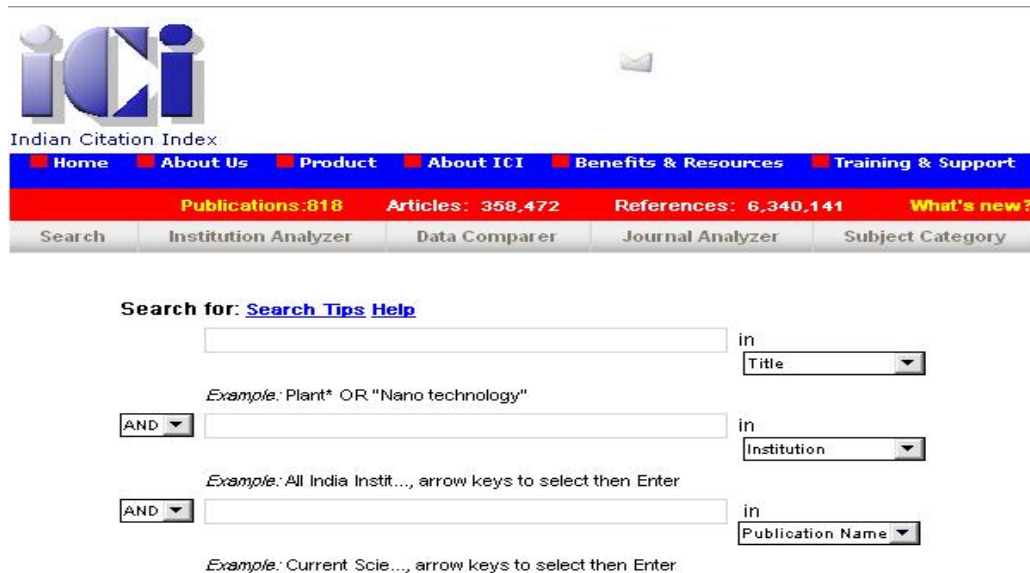 iCi
Indian Citation Index
Home About Us Product About ICI Benefits & Resources Training & Support
Publications:818 Articles: 358,472 References: 6,340,141 What's new?
Search Institution Analyzer Data Comparer Journal Analyzer Subject Category
Search for: Search Tips Help
in
Title
Example: Plant* OR "Nano technology"
AND in
Institution
Example: All India Instit..., arrow keys to select then Enter
AND in
Publication Name
Example: Current Scie..., arrow keys to select then Enter